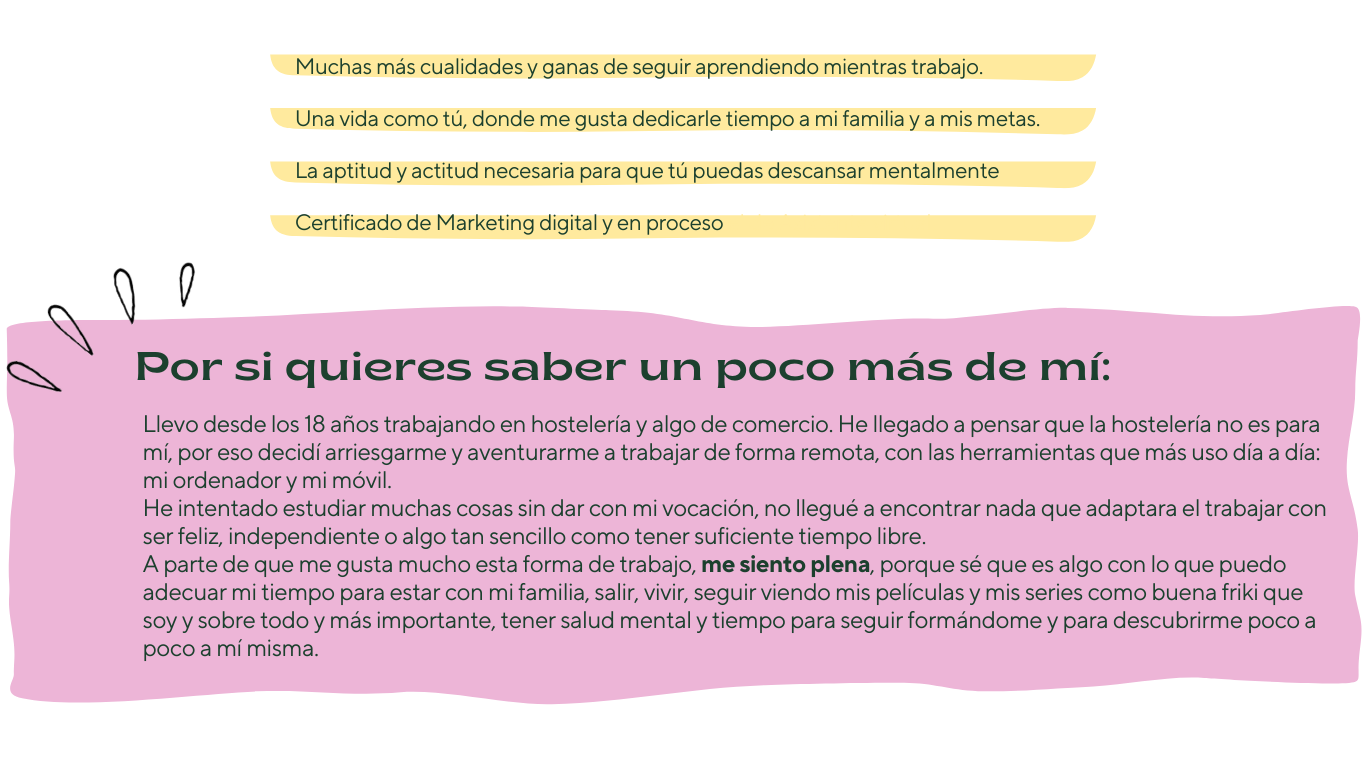 Muchas más cualidades y ganas de seguir aprendiendo mientras trabajo.
Una vida como tú, donde me gusta dedicarle tiempo a mi familia y a mis metas.
La aptitud y actitud necesaria para que tú puedas descansar mentalmente
Certificado de Marketing digital y en proceso
Por si quieres saber un poco más de mí:
Llevo desde los 18 años trabajando en hostelería y algo de comercio. He llegado a pensar que la hostelería no es para
mí, por eso decidí arriesgarme y aventurarme a trabajar de forma remota, con las herramientas que más uso día a día:
mi ordenador y mi móvil.
He intentado estudiar muchas cosas sin dar con mi vocación, no llegué a encontrar nada que adaptara el trabajar con
ser feliz, independiente o algo tan sencillo como tener suficiente tiempo libre.
A parte de que me gusta mucho esta forma de trabajo, me siento plena, porque sé que es algo con lo que puedo
adecuar mi tiempo para estar con mi familia, salir, vivir, seguir viendo mis películas y mis series como buena friki que
soy y sobre todo y más importante, tener salud mental y tiempo para seguir formándome y para descubrirme poco a
poco a mí misma.